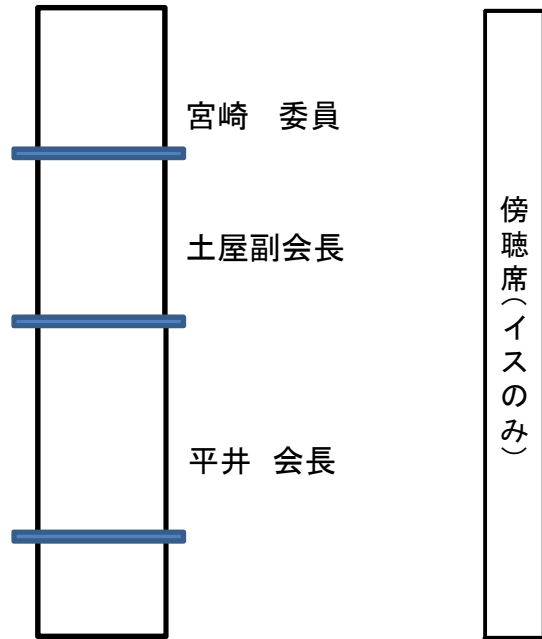 宮崎　委員
土屋副会長
平井　会長
傍聴席（イスのみ）